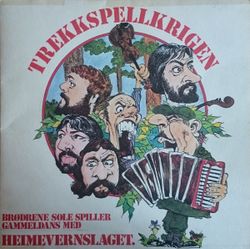 TREKKSPELLKRIGEN
BRØDRENE SOLE SPILLER
GAMMELDANS MED
HEIMEVERNSLAGET.